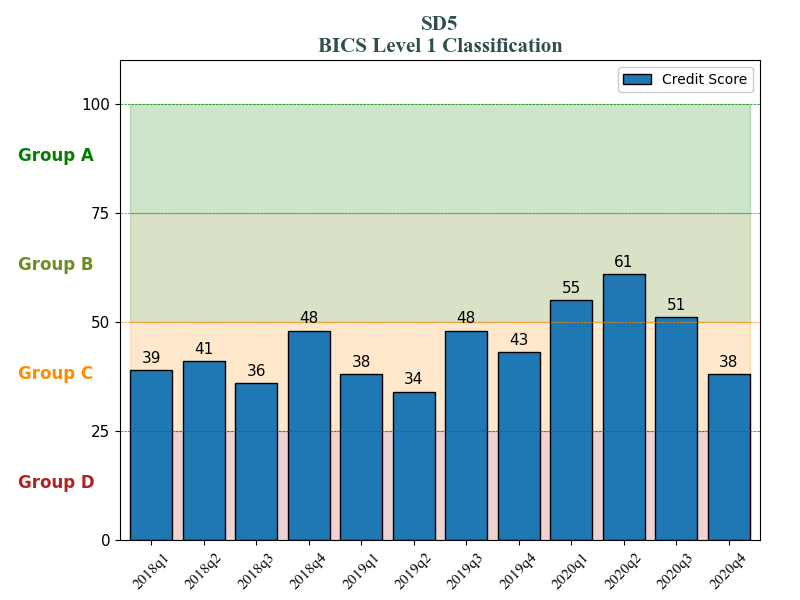 SD5
BICS Level 1 Classification
Credit Score
100
Group A
75
Group B
61
55
51
50
48
48
43
41
39
38
38
36
34
Group C
25
Group D
0
2018q1 2018q2 2018q3 2018q4 2019q1 2019q2 2019q3 2019q4 2020q1 2020q2 2020q3 2020q4